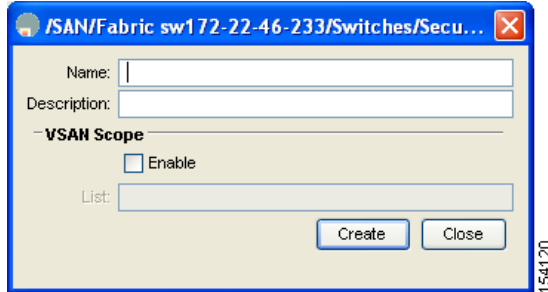 /SAN/Fabric sw172-22-46-233/Switches/Secu...
Name:
Description:
VSAN Scope
Enable
List:
Create Close
154120